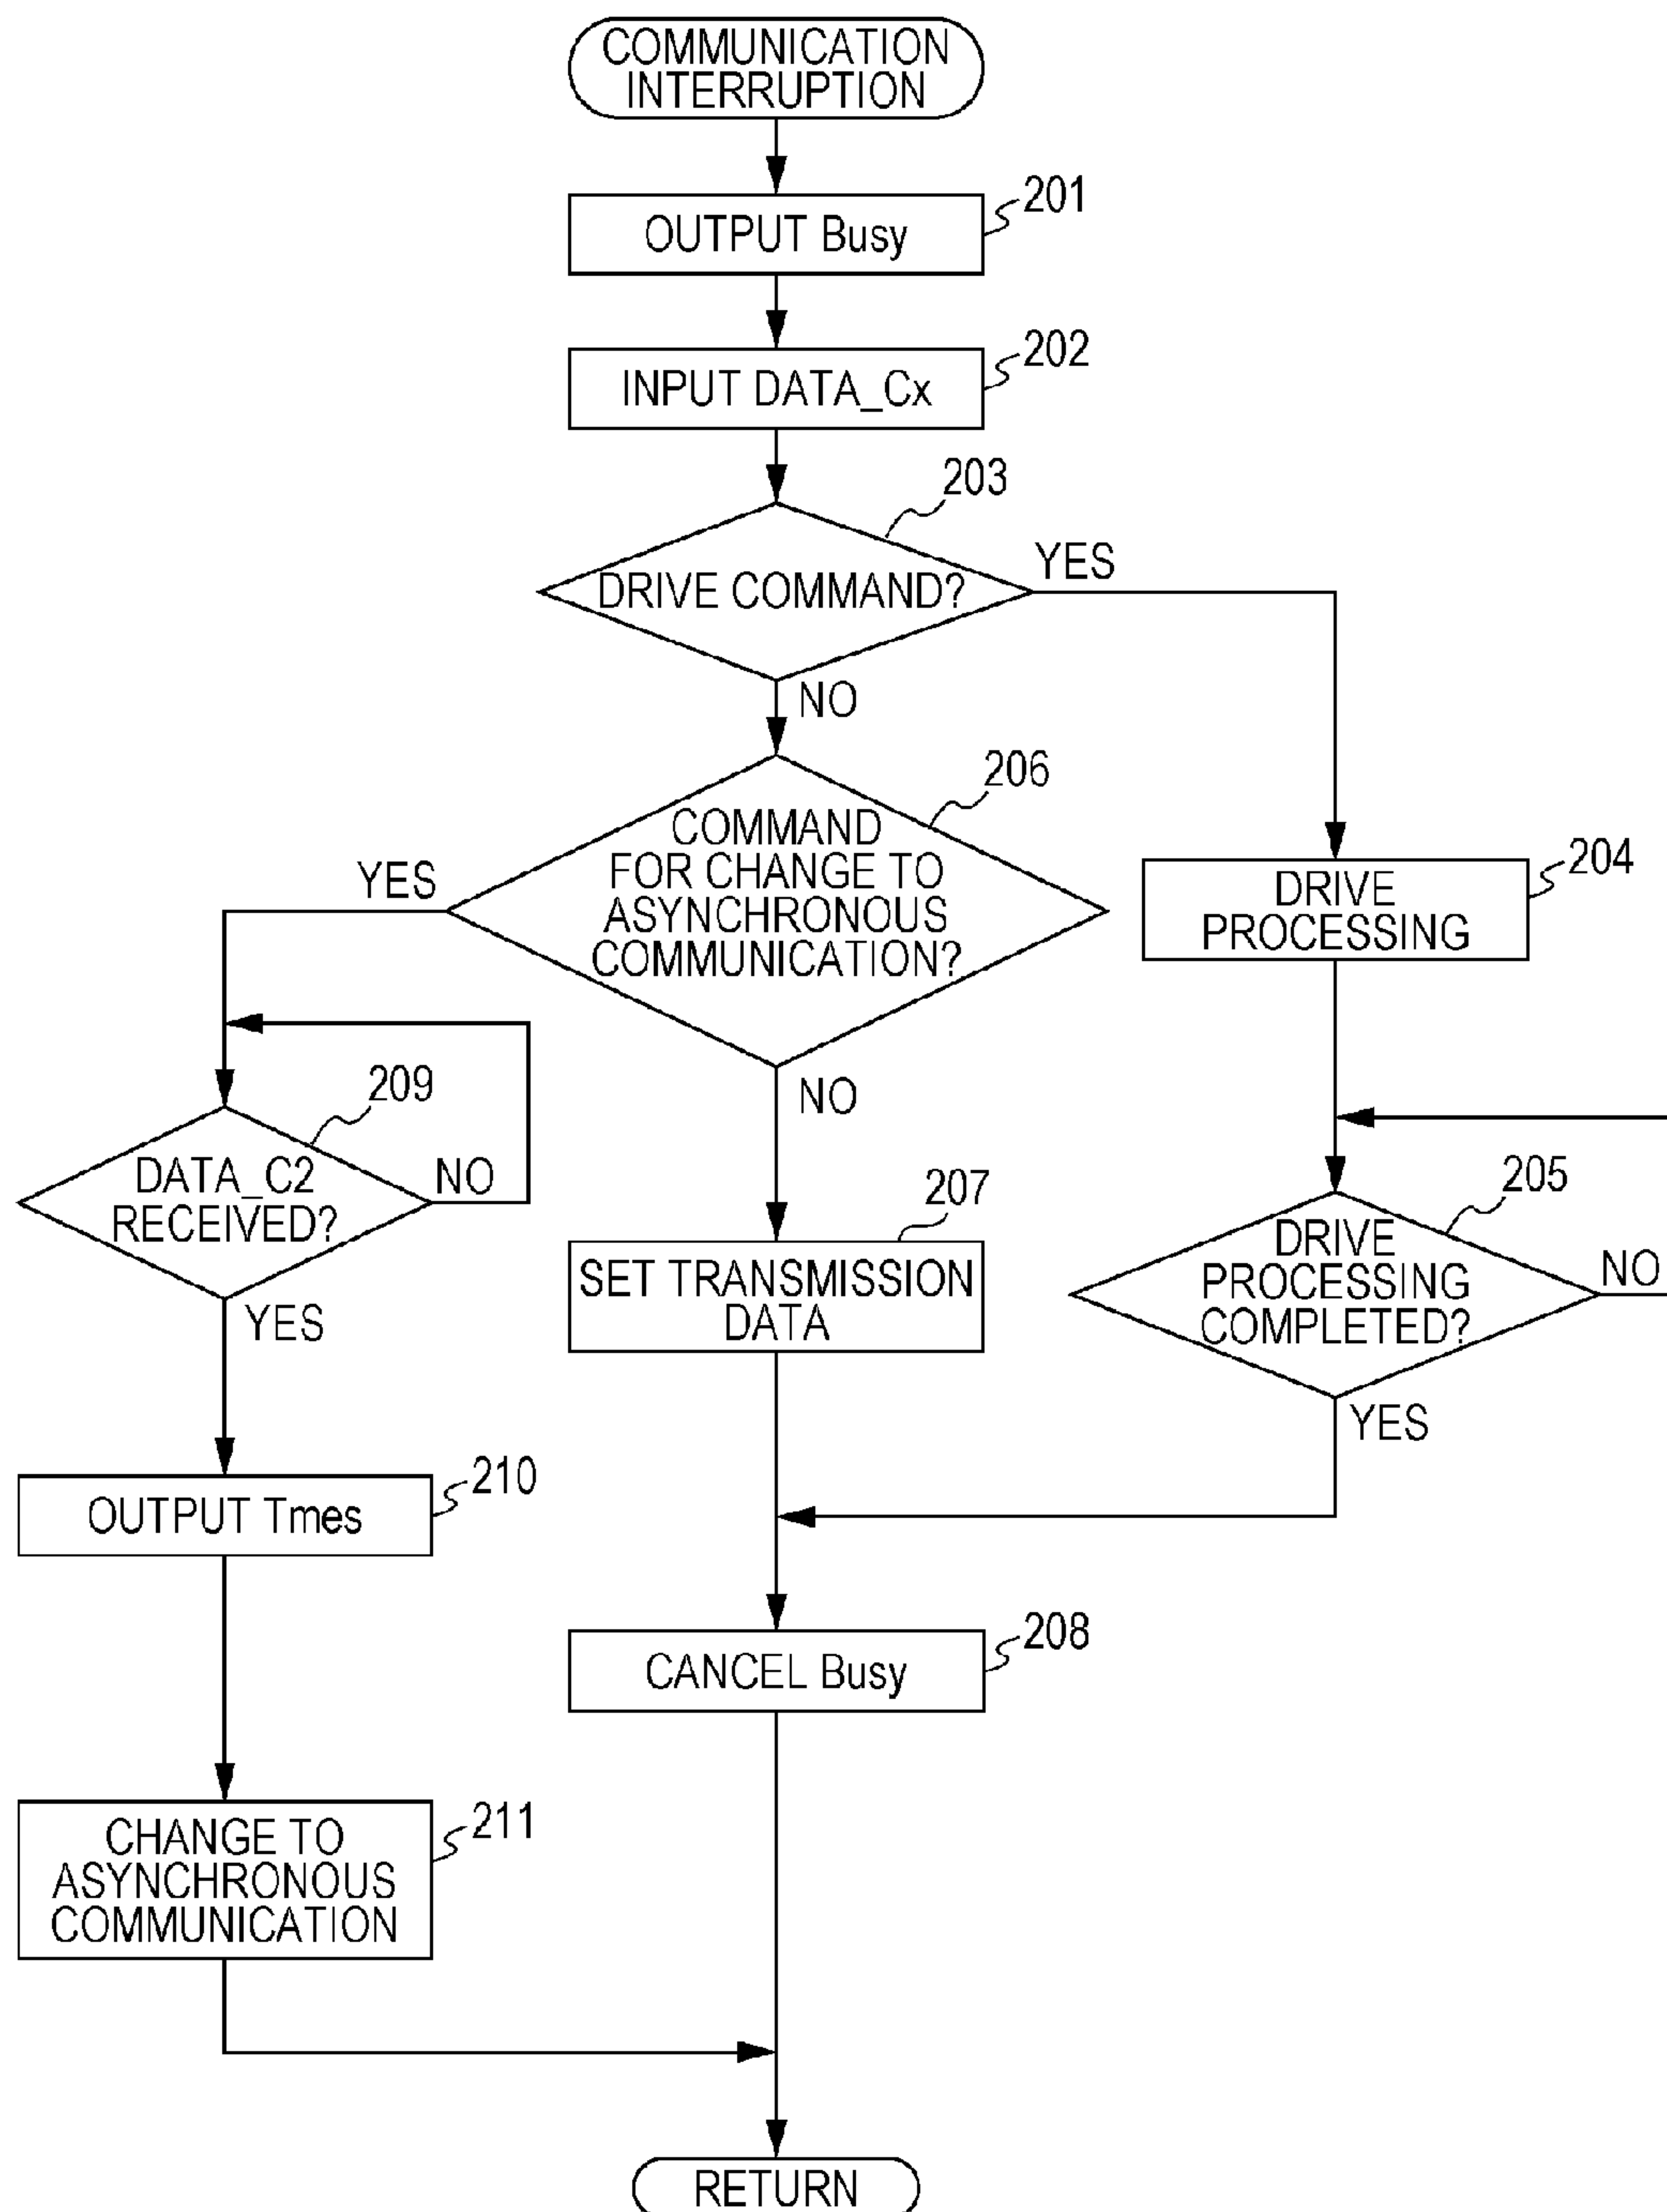 COMMUNICATION
INTERRUPTION
201
OUTPUT Busy
202
INPUT DATA_Cx
203
DRIVE COMMAND?
YES
NO
206
COMMAND
FOR CHANGE TO
ASYNCHRONOUS
COMMUNICATION?
YES
NO
204
DRIVE
PROCESSING
209
DATA_C2
RECEIVED?
NO
YES
207
SET TRANSMISSION
DATA
205
DRIVE
PROCESSING
COMPLETED?
NO
YES
210
OUTPUT Tmes
208
CANCEL Busy
211
CHANGE TO
ASYNCHRONOUS
COMMUNICATION
RETURN